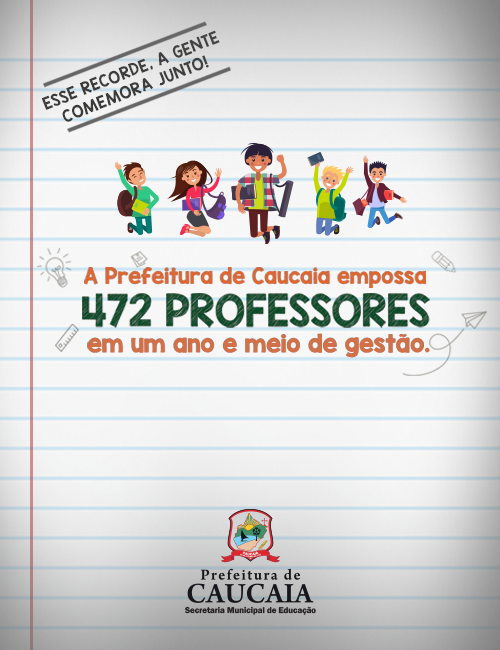 ESSE RECORDE, A GENTE
COMEMORA JUNTO!
A Prefeitura de Caucaia empossa
472 PROFESSORES
em um ano e meio de gestão.
CAUCAIA
Prefeitura de
CAUCAIA
Secretaria Municipal de Educação